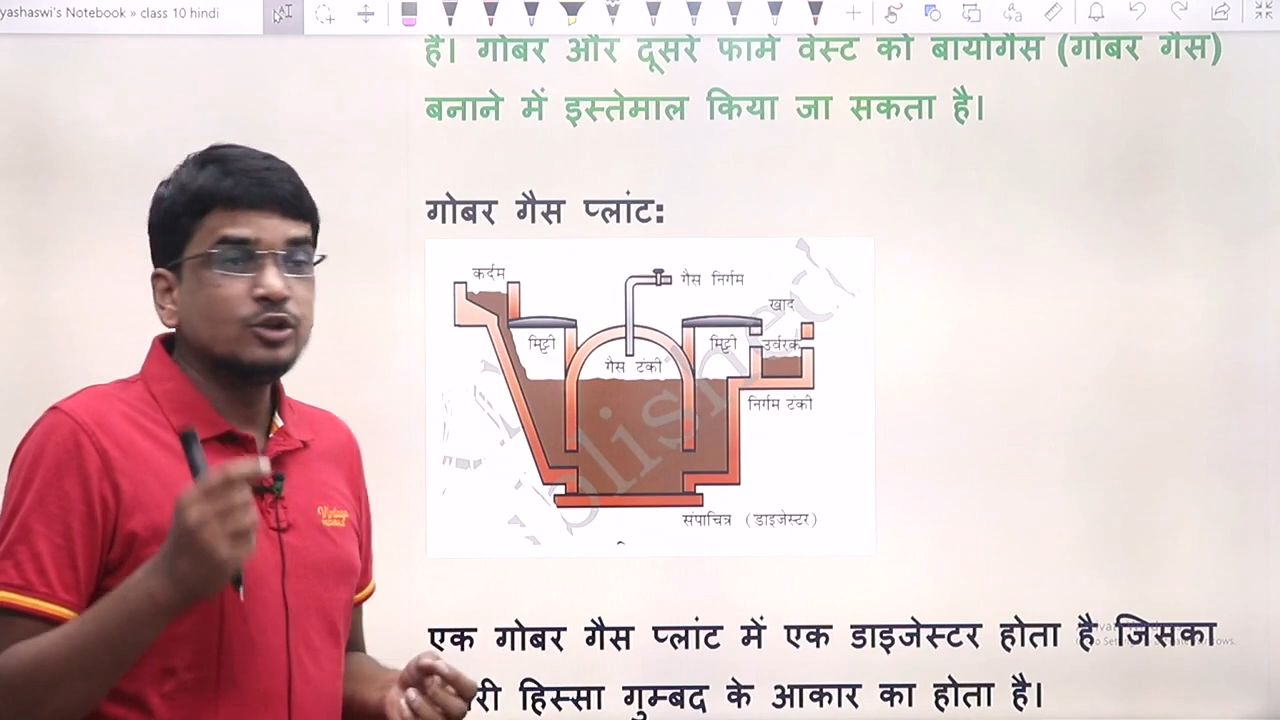 yashaswi's Notebook » class 10 hindi
है। गोबर और दूसरे फार्म वेस्ट को बायोगैस (गोबर गैस)
बनाने में इस्तेमाल किया जा सकता है।
गोबर गैस प्लांट:
कर्दम
गैस निर्गम
खाद
मिट्टी
मिट्टी
उर्वरक
गैस टंकी
निर्गम टंकी
संपाचित्र (डाइजेस्टर)
एक गोबर गैस प्लांट में एक डाइजेस्टर होता है जिसका
हिस्सा गुम्बद के आकार का होता है।